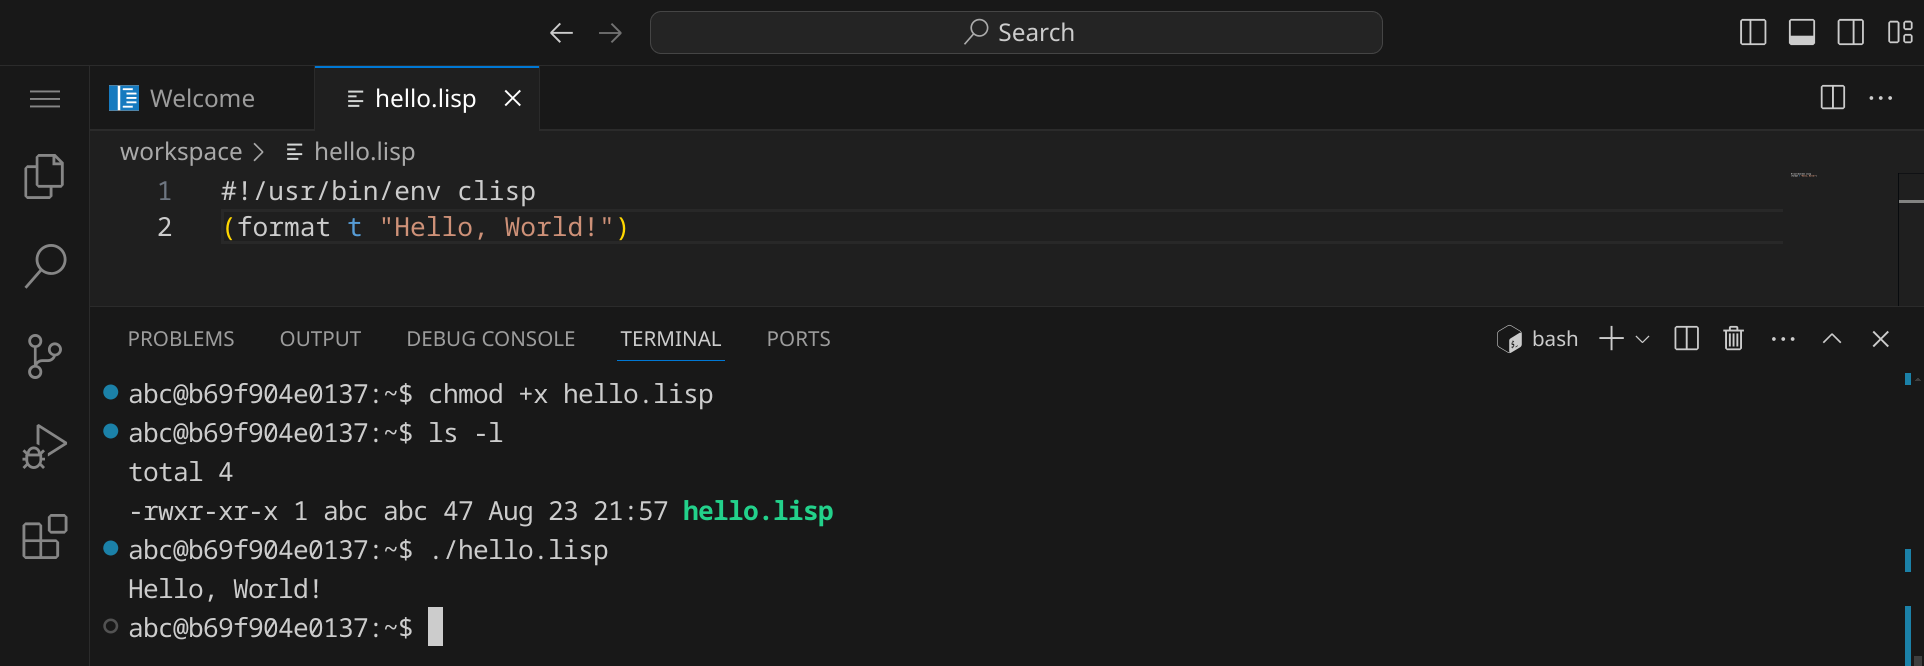 Search
Welcome
hello.lisp
workspace
hello.lisp
1 #!/usr/bin/env clisp
2 (format t "Hello, World!")
PROBLEMS OUTPUT DEBUG CONSOLE TERMINAL PORTS
bash
abc@b69f904e0137:~$ chmod +x hello.lisp
abc@b69f904e0137:~$ ls -l
total 4
-rwxr-xr-x 1 abc abc 47 Aug 23 21:57 hello.lisp
abc@b69f904e0137:~$ ./hello.lisp
Hello, World!
abc@b69f904e0137:~$